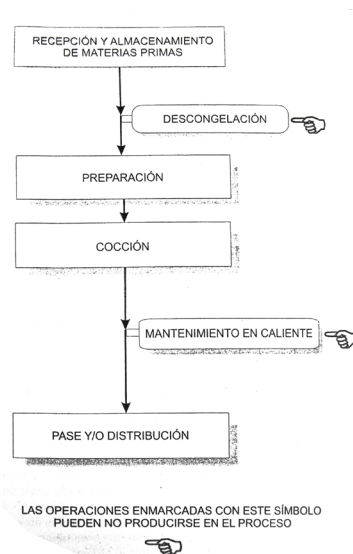 RECEPCIÓN Y ALMACENAMIENTO
DE MATERIAS PRIMAS
DESCONGELACIÓN
PREPARACIÓN
COCCIÓN
MANTENIMIENTO EN CALIENTE
PASE Y/O DISTRIBUCIÓN
LAS OPERACIONES ENMARCADAS CON ESTE SÍMBOLO
PUEDEN NO PRODUCIRSE EN EL PROCESO